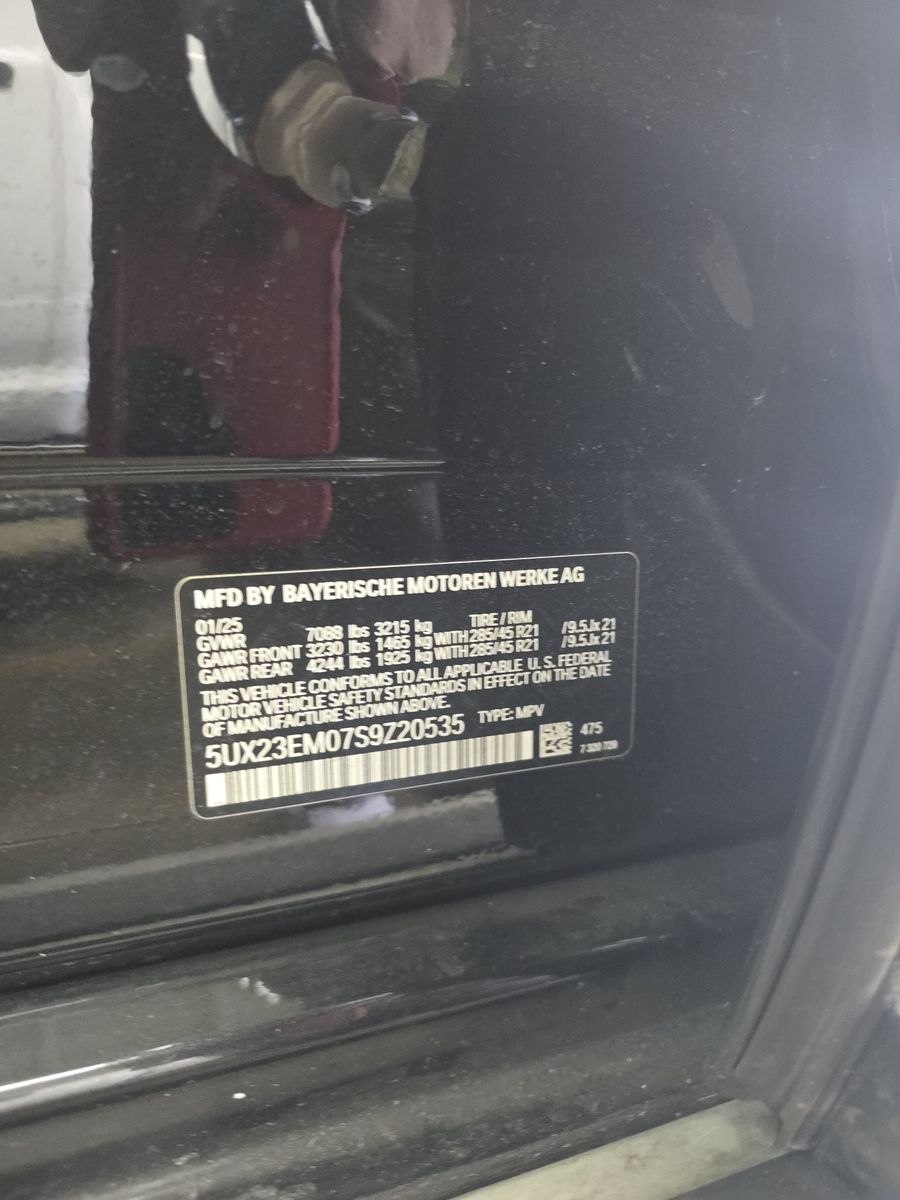 MFD BY BAYERISCHE MOTOREN WERKE AG
01/25 TIRE / RIM
GVWR 7088 lbs 3215 kg
GAWR FRONT 3230 lbs 1465 kg WITH 285/45 R21 /9.5Jx21
GAWR REAR 4244 lbs 1925 kg WITH 285/45 R21 /9.5Jx21
THIS VEHICLE CONFORMS TO ALL APPLICABLE U. S. FEDERAL
MOTOR VEHICLE SAFETY STANDARDS IN EFFECT ON THE DATE
OF MANUFACTURE SHOWN ABOVE.
5UX23EM07S9Z20535 TYPE: MPV
475
7 320 729